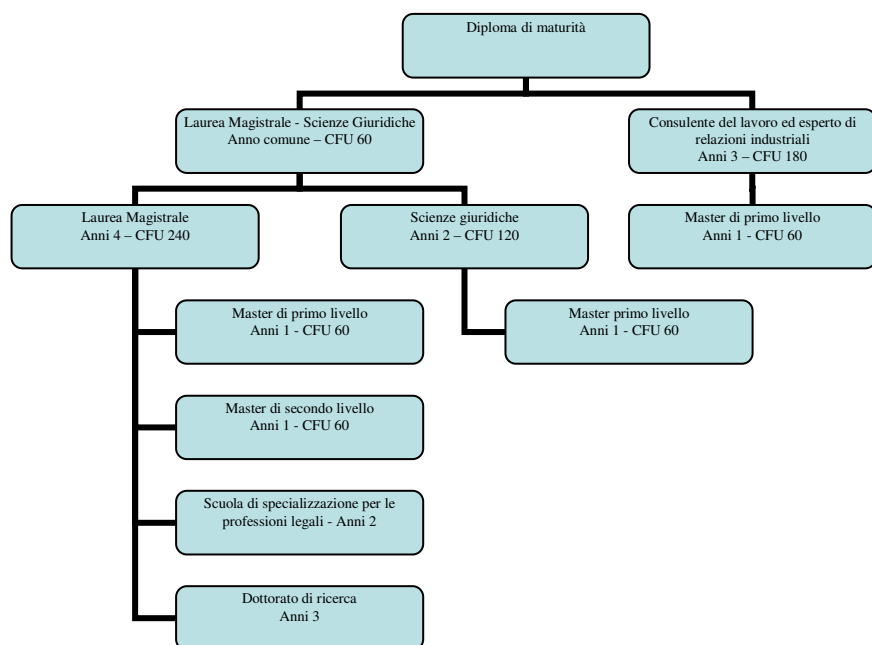 Diploma di maturità
Laurea Magistrale - Scienze Giuridiche
Anno comune – CFU 60
Consulente del lavoro ed esperto di
relazioni industriali
Anni 3 – CFU 180
Laurea Magistrale
Anni 4 – CFU 240
Scienze giuridiche
Anni 2 – CFU 120
Master di primo livello
Anni 1 - CFU 60
Master di primo livello
Anni 1 - CFU 60
Master primo livello
Anni 1 - CFU 60
Master di secondo livello
Anni 1 - CFU 60
Scuola di specializzazione per le
professioni legali - Anni 2
Dottorato di ricerca
Anni 3